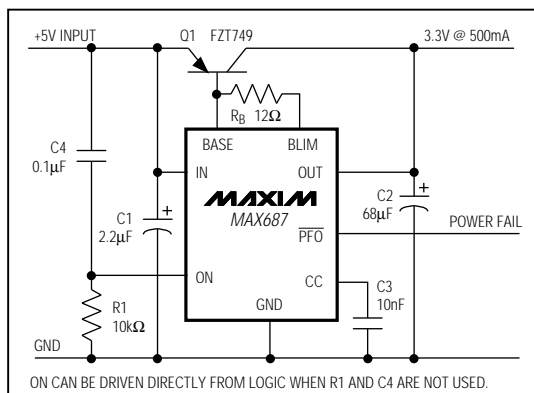 +5V INPUT
Q1 FZT749
3.3V @ 500mA
RB 12Ω
C4
0.1µF
BASE BLIM
IN OUT
MAXIM
MAX687
C1
2.2µF
C2
68µF
PFO
POWER FAIL
ON
CC
C3
10nF
R1
10kΩ
GND
GND
ON CAN BE DRIVEN DIRECTLY FROM LOGIC WHEN R1 AND C4 ARE NOT USED.